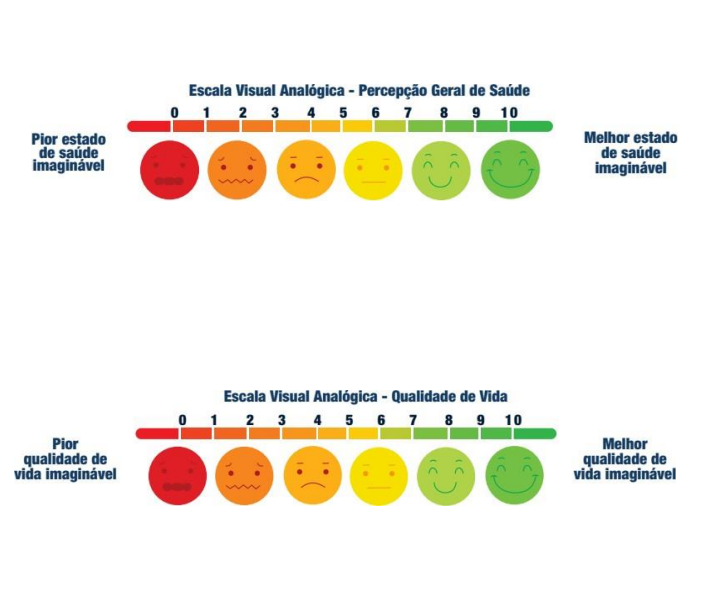 Escala Visual Analógica - Percepção Geral de Saúde
0 1 2 3 4 5 6 7 8 9 10
Pior estado
de saúde
imaginável
Melhor estado
de saúde
imaginável
Escala Visual Analógica - Qualidade de Vida
0 1 2 3 4 5 6 7 8 9 10
Pior
qualidade de
vida imaginável
Melhor
qualidade de
vida imaginável